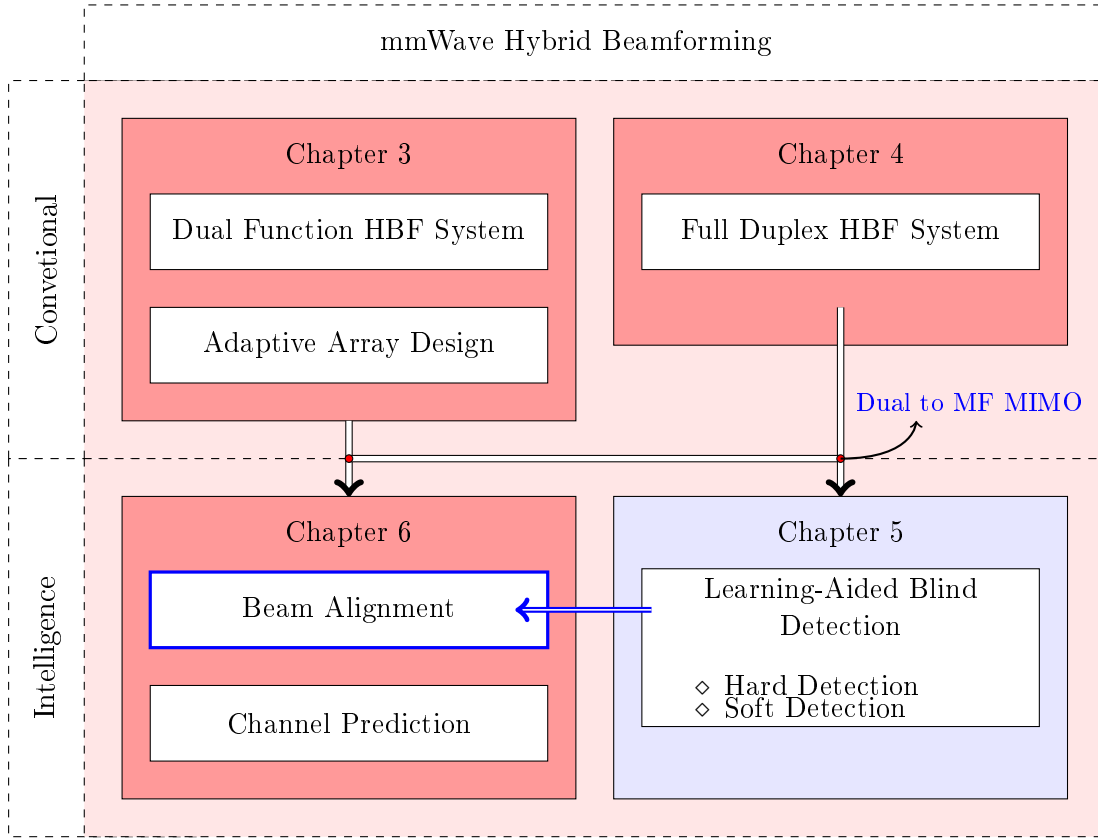 mmWave Hybrid Beamforming
Convetional
Chapter 3
Dual Function HBF System
Adaptive Array Design
Chapter 4
Full Duplex HBF System
Dual to MF MIMO
Intelligence
Chapter 6
Beam Alignment
Channel Prediction
Chapter 5
Learning-Aided Blind
Detection
◇ Hard Detection
◇ Soft Detection